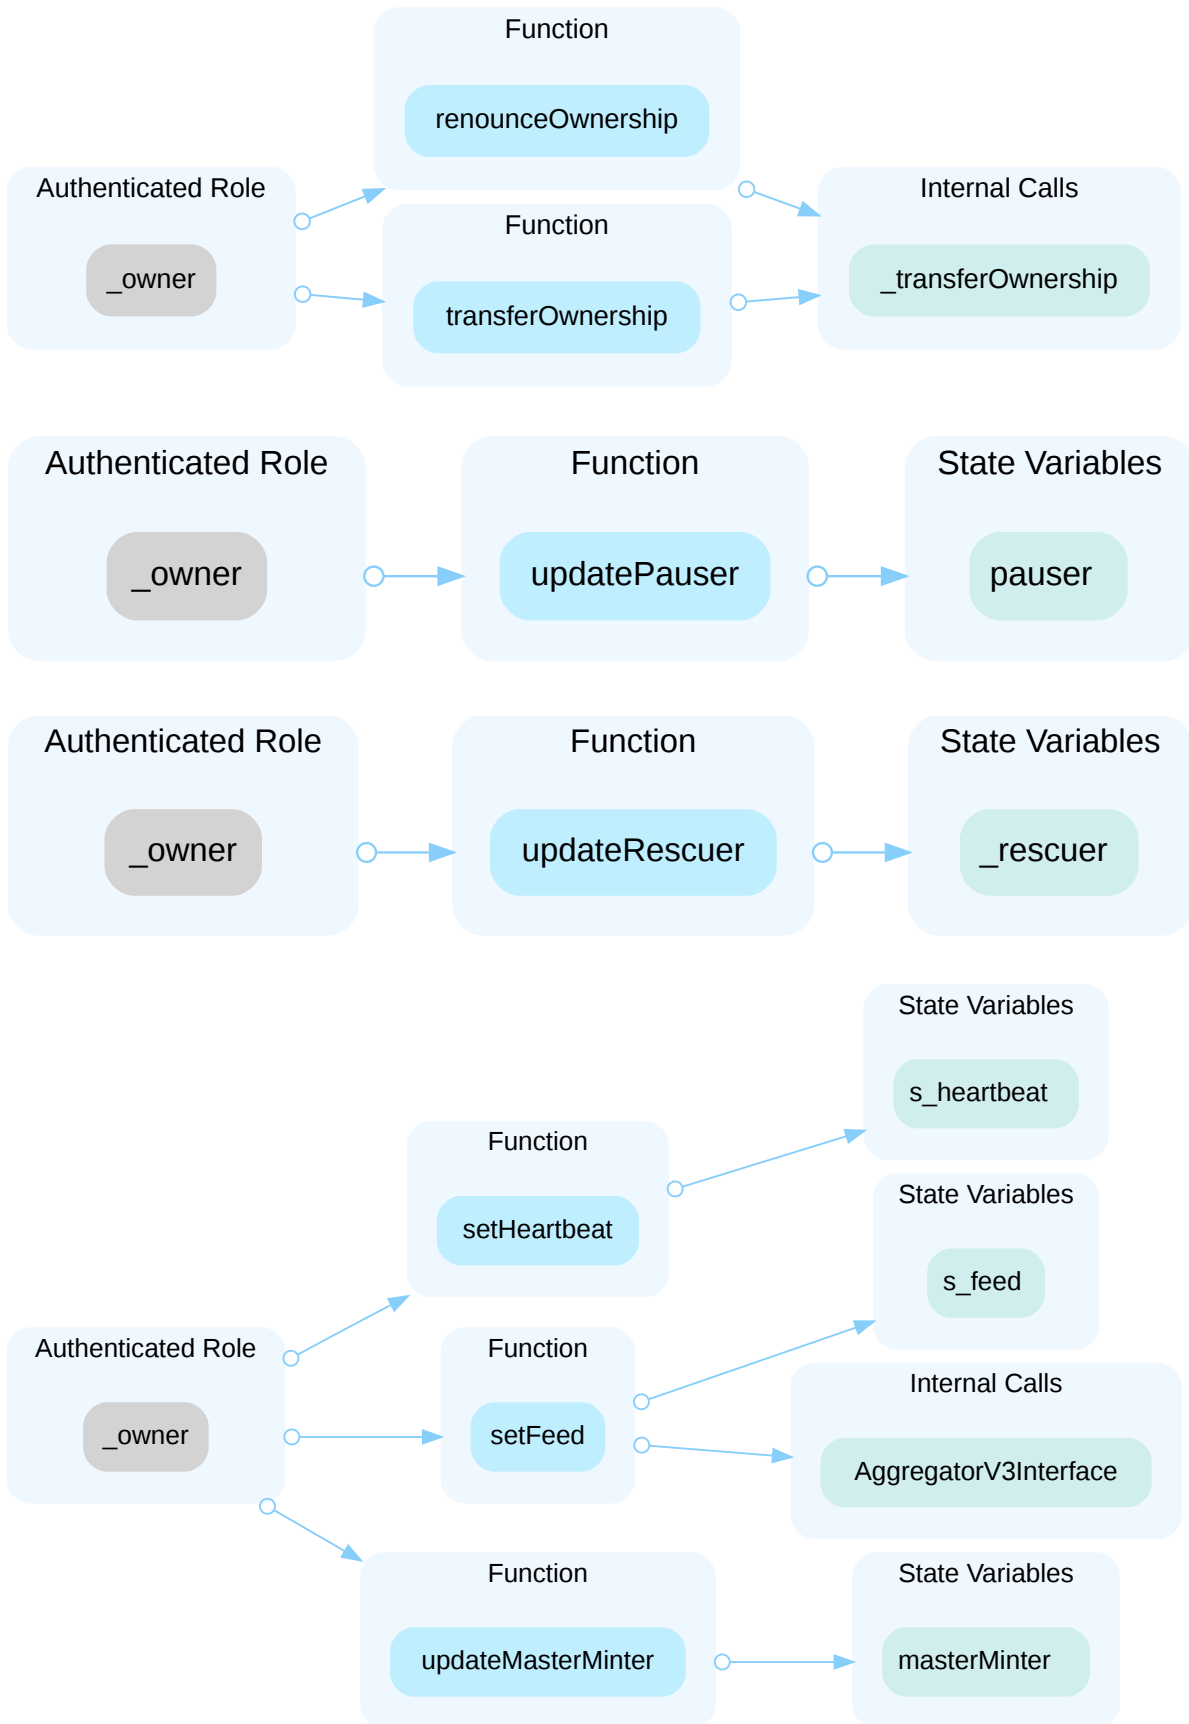 Function
renounceOwnership
Authenticated Role
_owner
Function
transferOwnership
Internal Calls
_transferOwnership
Authenticated Role
_owner
Function
updatePauser
State Variables
pauser
Authenticated Role
_owner
Function
updateRescuer
State Variables
_rescuer
Authenticated Role
_owner
Function
setHeartbeat
State Variables
s_heartbeat
Function
setFeed
State Variables
s_feed
Internal Calls
AggregatorV3Interface
Function
updateMasterMinter
State Variables
masterMinter